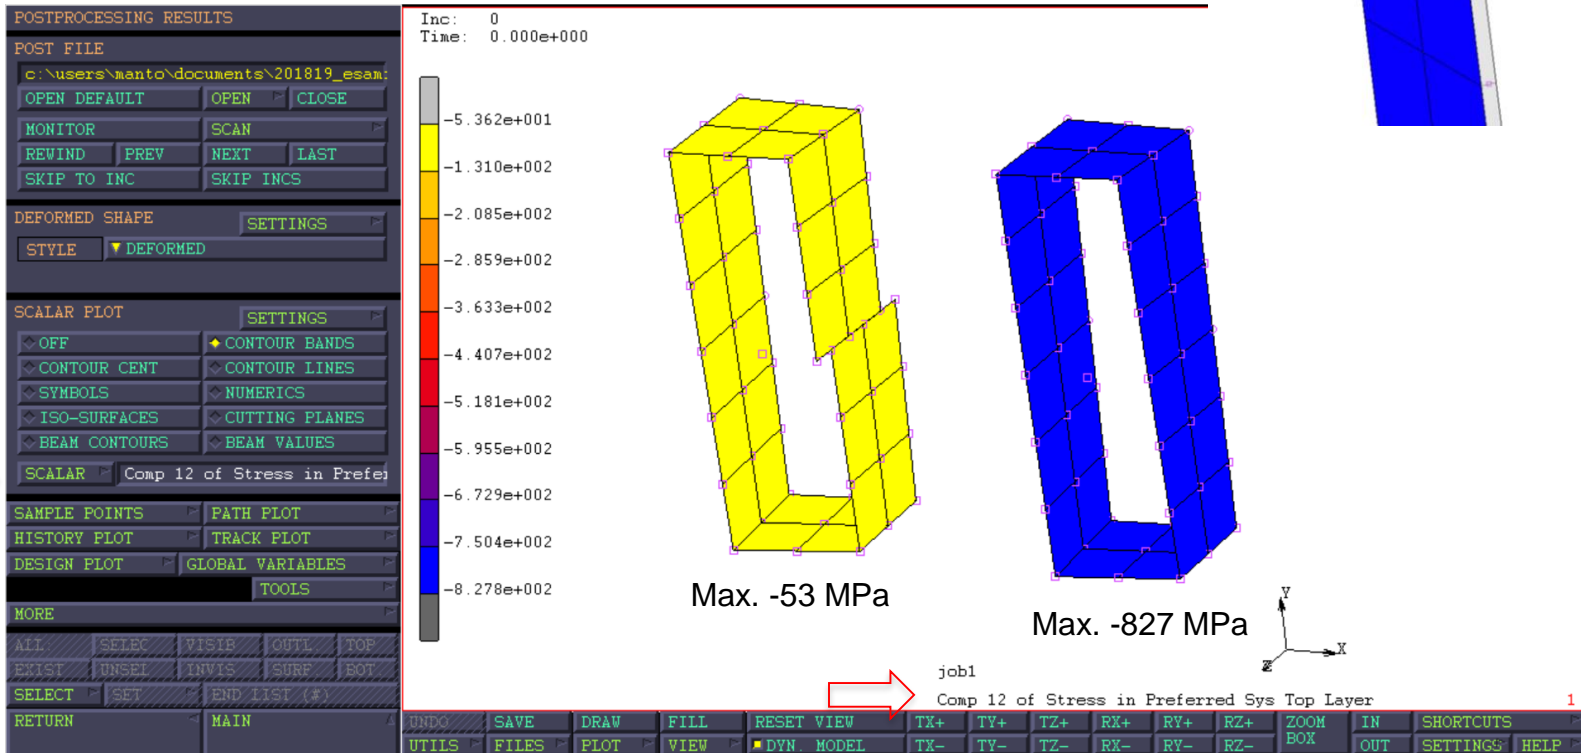 POSTPROCESSING RESULTS
POST FILE
c:\users\manto\documents\201819_esam:
OPEN DEFAULT OPEN CLOSE
MONITOR SCAN
REWIND PREV NEXT LAST
SKIP TO INC SKIP INCS
DEFORMED SHAPE SETTINGS
STYLE DEFORMED
SCALAR PLOT SETTINGS
OFF CONTOUR BANDS
CONTOUR CENT CONTOUR LINES
SYMBOLS NUMERICS
ISO-SURFACES CUTTING PLANES
BEAM CONTOURS BEAM VALUES
SCALAR Comp 12 of Stress in Prefe
SAMPLE POINTS PATH PLOT
HISTORY PLOT TRACK PLOT
DESIGN PLOT GLOBAL VARIABLES
TOOLS
MORE
ALL: SELEC VISIB OUTL TOP
EXIST UNSEL INVIS SURF BOT
SELECT SET END LIST (#)
RETURN MAIN
Inc: 0
Time: 0.000e+000
-5.362e+001
-1.310e+002
-2.085e+002
-2.859e+002
-3.633e+002
-4.407e+002
-5.181e+002
-5.955e+002
-6.729e+002
-7.504e+002
-8.278e+002
Max. -53 MPa
Max. -827 MPa
Y
X
Z
job1
Comp 12 of Stress in Preferred Sys Top Layer
1
UNDO SAVE DRAW FILL RESET VIEW TX+ TY+ TZ+ RX+ RY+ RZ+ ZOOM BOX IN SHORTCUTS
UTILS FILES PLOT VIEW DYN. MODEL TX- TY- TZ- RX- RY- RZ- OUT SETTINGS HELP